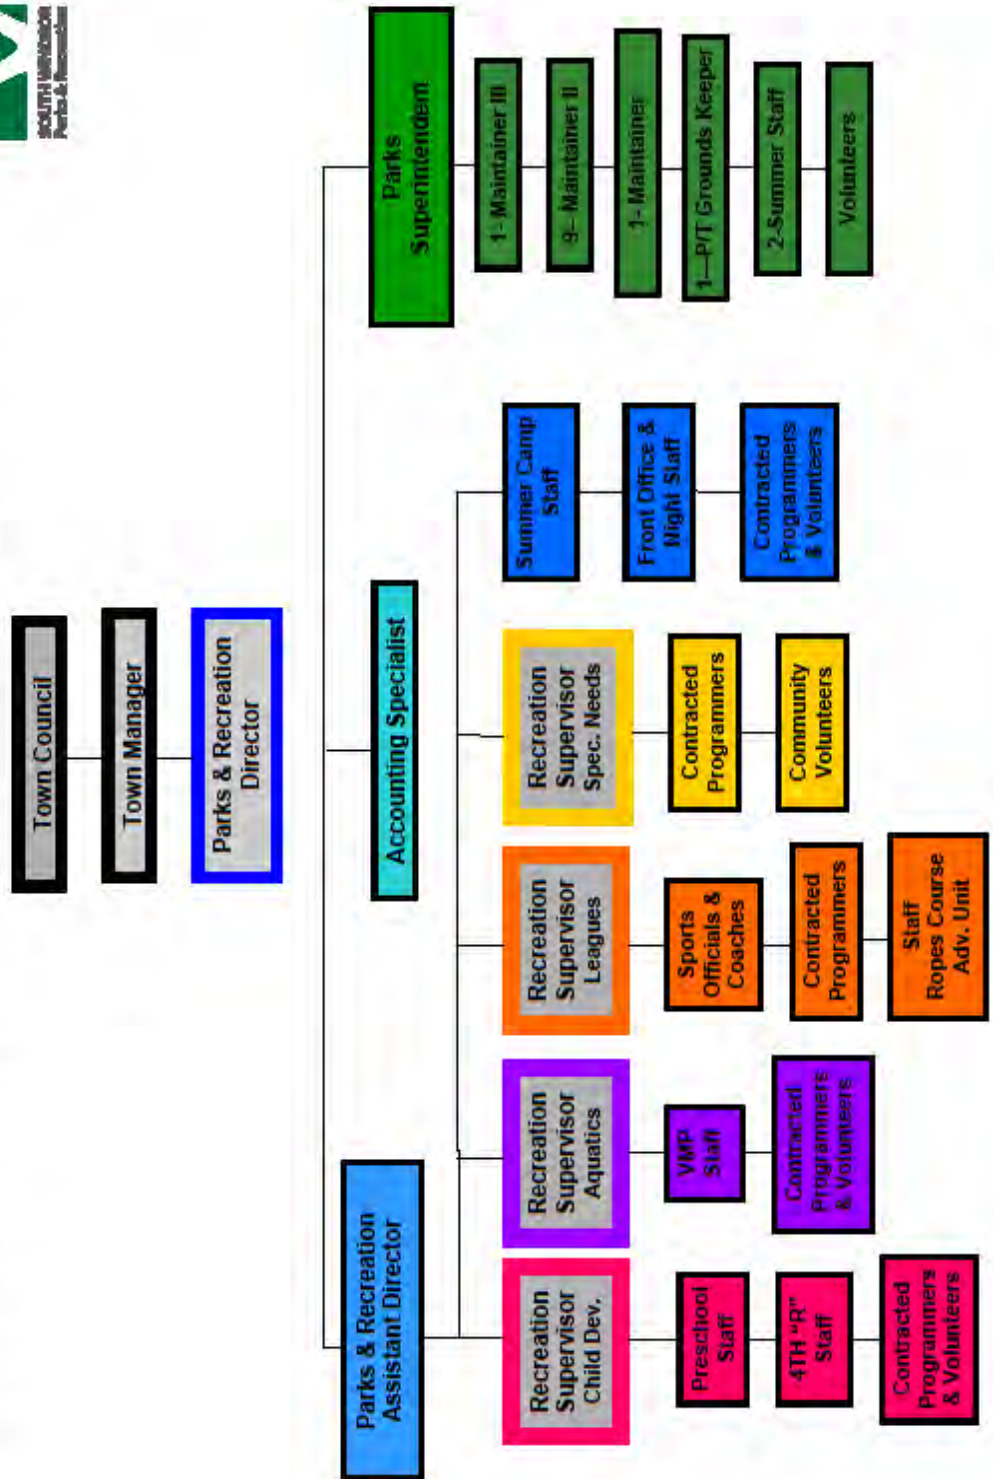 SOUTH WINDSOR
Parks & Recreation
Town Council
Town Manager
Parks & Recreation
Director
Parks & Recreation
Assistant Director
Accounting Specialist
Parks
Superintendent
Recreation
Supervisor
Child Dev.
Preschool
Staff
4TH "R"
Staff
Contracted
Programmers
& Volunteers
Recreation
Supervisor
Aquatics
VMP
Staff
Contracted
Programmers
& Volunteers
Recreation
Supervisor
Leagues
Sports
Officials &
Coaches
Contracted
Programmers
Staff
Ropes Course
Adv. Unit
Recreation
Supervisor
Spec. Needs
Contracted
Programmers
Community
Volunteers
Summer Camp
Staff
Front Office &
Night Staff
Contracted
Programmers
& Volunteers
1- Maintainer III
9– Maintainer II
1- Maintainer
1—P/T Grounds Keeper
2-Summer Staff
Volunteers